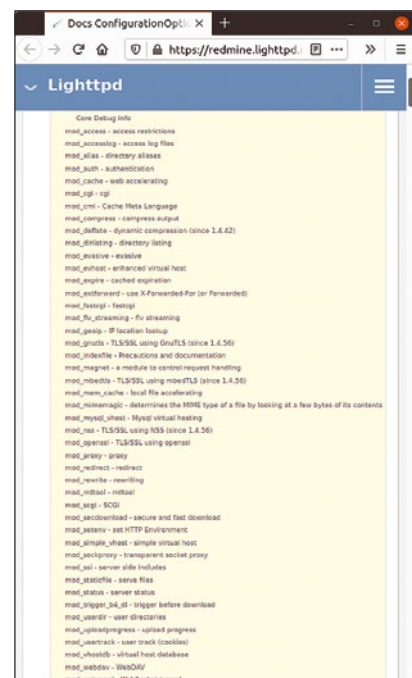 Docs ConfigurationOpti
https://redmine.lighttpd.
Lighttpd
Core Debug Info
mod_access - access restrictions
mod_accesslog - access log files
mod_alias - directory aliases
mod_auth - authentication
mod_cache - web accelerating
mod_cgi - cgi
mod_cml - Cache Meta Language
mod_compress - compress output
mod_deflate - dynamic compression (since 1.4.42)
mod_dirlisting - directory listing
mod_evasive - evasive
mod_evhost - enhanced virtual host
mod_expire - cached expiration
mod_extforward - use X-Forwarded-For (or Forwarded)
mod_fastcgi - fastcgi
mod_flv_streaming - flv streaming
mod_geoip - IP location lookup
mod_gnutls - TLS/SSL using GnuTLS (since 1.4.56)
mod_indexfile - Precautions and documentation
mod_magnet - a module to control request handling
mod_mbedtls - TLS/SSL using mbedTLS (since 1.4.56)
mod_mem_cache - local file accelerating
mod_mimemagic - determines the MIME type of a file by looking at a few bytes of its contents
mod_mysql_vhost - Mysql virtual hosting
mod_nss - TLS/SSL using NSS (since 1.4.56)
mod_openssl - TLS/SSL using openssl
mod_proxy - proxy
mod_redirect - redirect
mod_rewrite - rewriting
mod_rrdtool - rrdtool
mod_scgi - SCGI
mod_secdownload - secure and fast download
mod_setenv - set HTTP Environment
mod_simple_vhost - simple virtual host
mod_sockproxy - transparent socket proxy
mod_ssi - server side includes
mod_staticfile - serve files
mod_status - server status
mod_trigger_b4_dl - trigger before download
mod_userdir - user directories
mod_uploadprogress - upload progress
mod_usertrack - user track (cookies)
mod_vhostdb - virtual host database
mod_webdav - WebDAV